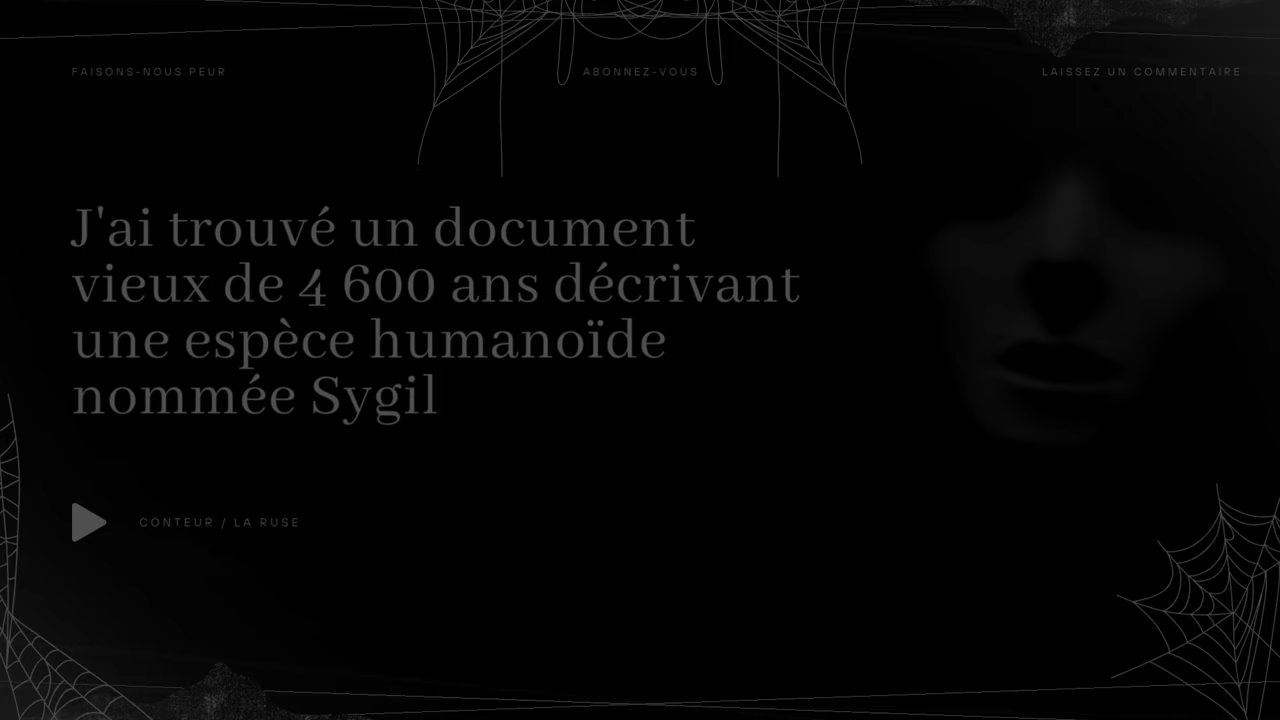 FAISONS-NOUS PEUR
ABONNEZ-VOUS
LAISSEZ UN COMMENTAIRE
J'ai trouvé un document
vieux de 4 600 ans décrivant
une espèce humanoïde
nommée Sygil
CONTEUR / LA RUSE